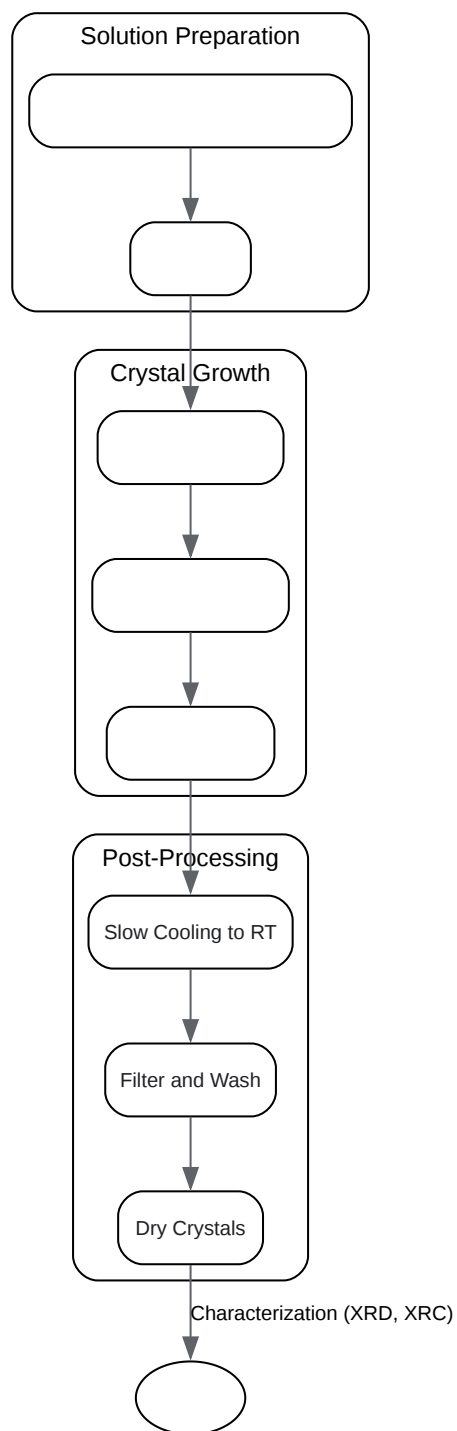 Solution Preparation
Crystal Growth
Post-Processing
Slow Cooling to RT
Filter and Wash
Dry Crystals
Characterization (XRD, XRC)